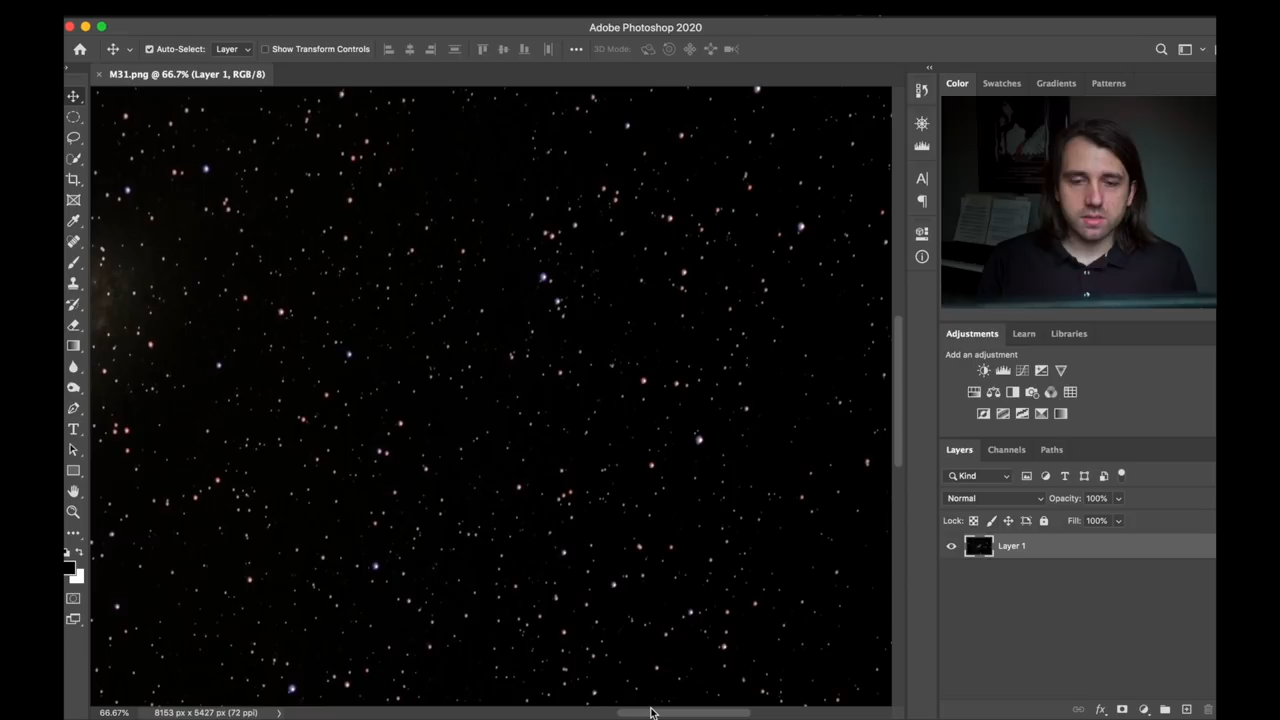 Adobe Photoshop 2020
Auto-Select: Layer Show Transform Controls 3D Mode:
M31.png @ 66.7% (Layer 1, RGB/8)
Color Swatches Gradients Patterns
Adjustments Learn Libraries
Add an adjustment
Layers Channels Paths
Kind
Normal Opacity: 100%
Lock: Fill: 100%
Layer 1
66.67% 8153 px x 5427 px (72 ppi)